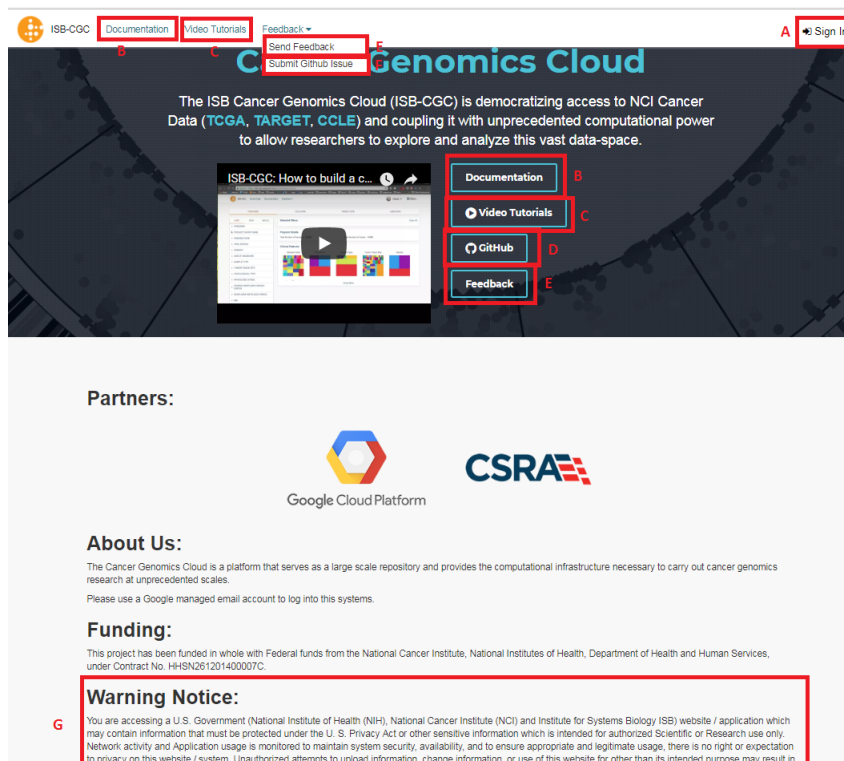 ISB-CGC Documentation Video Tutorials Feedback A Sign In
B C Send Feedback E
Submit Github Issue
Genomics Cloud
The ISB Cancer Genomics Cloud (ISB-CGC) is democratizing access to NCI Cancer
Data (TCGA, TARGET, CCLE) and coupling it with unprecedented computational power
to allow researchers to explore and analyze this vast data-space.
ISB-CGC: How to build a c...
Documentation B
Video Tutorials C
GitHub D
Feedback E
Partners:
Google Cloud Platform
CSRA
About Us:
The Cancer Genomics Cloud is a platform that serves as a large scale repository and provides the computational infrastructure necessary to carry out cancer genomics
research at unprecedented scales.
Please use a Google managed email account to log into this systems.
Funding:
This project has been funded in whole with Federal funds from the National Cancer Institute, National Institutes of Health, Department of Health and Human Services,
under Contract No. HHSN261201400007C.
Warning Notice:
G
You are accessing a U.S. Government (National Institute of Health (NIH), National Cancer Institute (NCI) and Institute for Systems Biology ISB) website / application which
may contain information that must be protected under the U. S. Privacy Act or other sensitive information which is intended for authorized Scientific or Research use only.
Network activity and Application usage is monitored to maintain system security, availability, and to ensure appropriate and legitimate usage, there is no right or expectation
to privacy on this website / system. Unauthorized attempts to upload information, change information, or use of this website for other than its intended purpose may result in